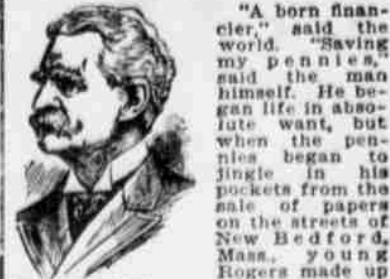 "A born finan-
cier," said the
world. "Saving
my pennies,"
said the man
himself. He be-
gan life in abso-
lute want, but
when the pen-
nies began to
jingle in his
pockets from the
sale of papers
on the streets of
New Bedford,
Mass., young
Rogers made up